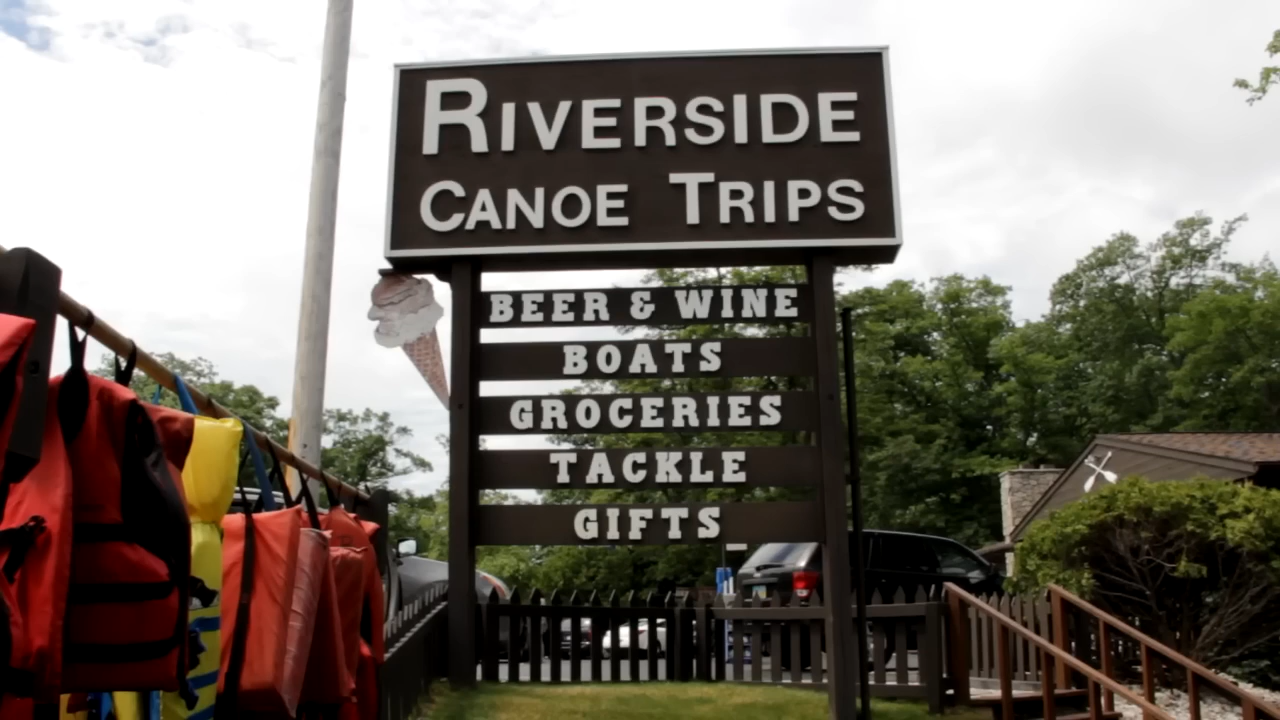 RIVERSIDE
CANOE TRIPS
BEER & WINE
BOATS
GROCERIES
TACKLE
GIFTS